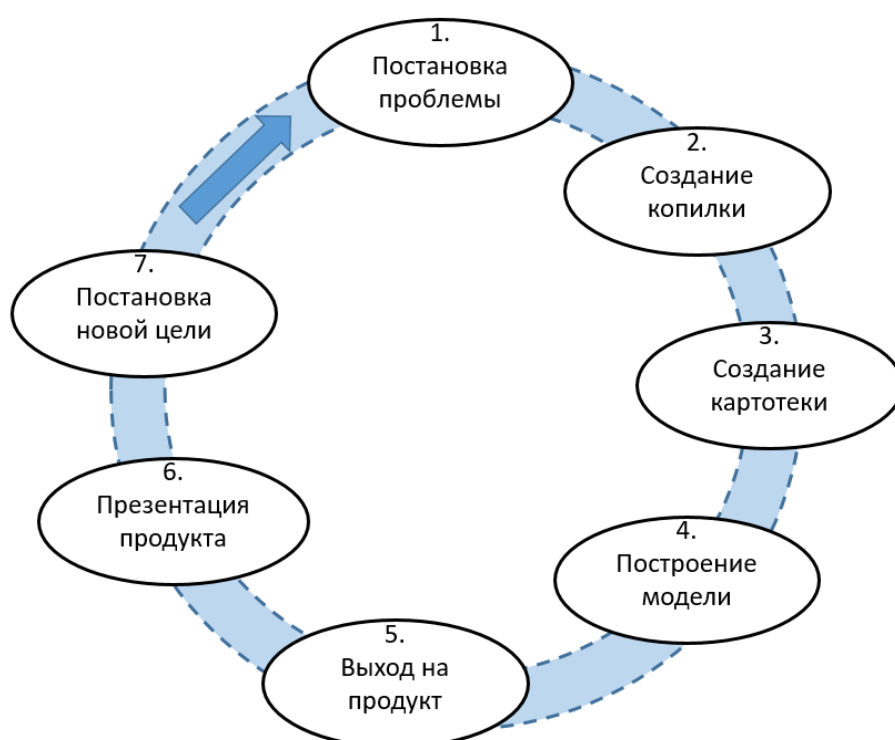 1.
Постановка
проблемы
2.
Создание
копилки
3.
Создание
картотеки
4.
Построение
модели
5.
Выход на
продукт
6.
Презентация
продукта
7.
Постановка
новой цели